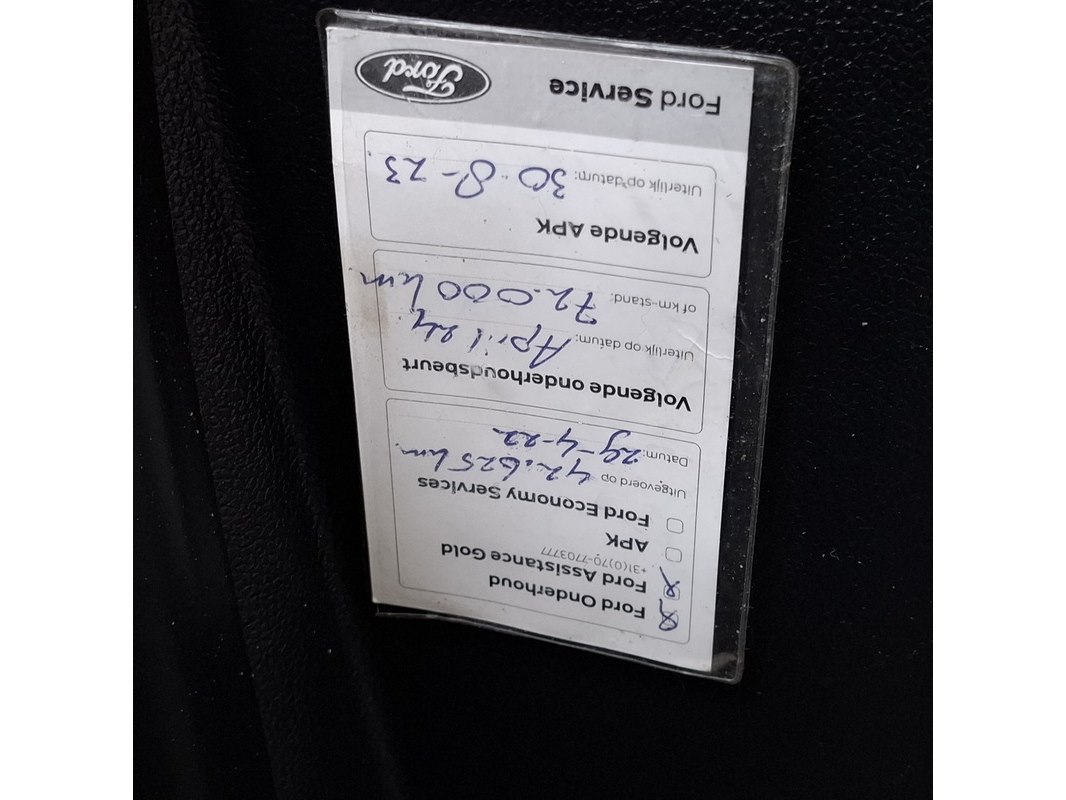 Ford Onderhoud
Ford Assistance Gold
+31(0)70-7703777
APK
Ford Economy Services
Uitgevoerd op 42.625 km
Datum: 29-4-22
Volgende onderhoudsbeurt
Uiterlijk op datum: April 24
of km-stand: 72.000 km
Volgende APK
Uiterlijk op datum: 30-8-23
Ford Service Ford